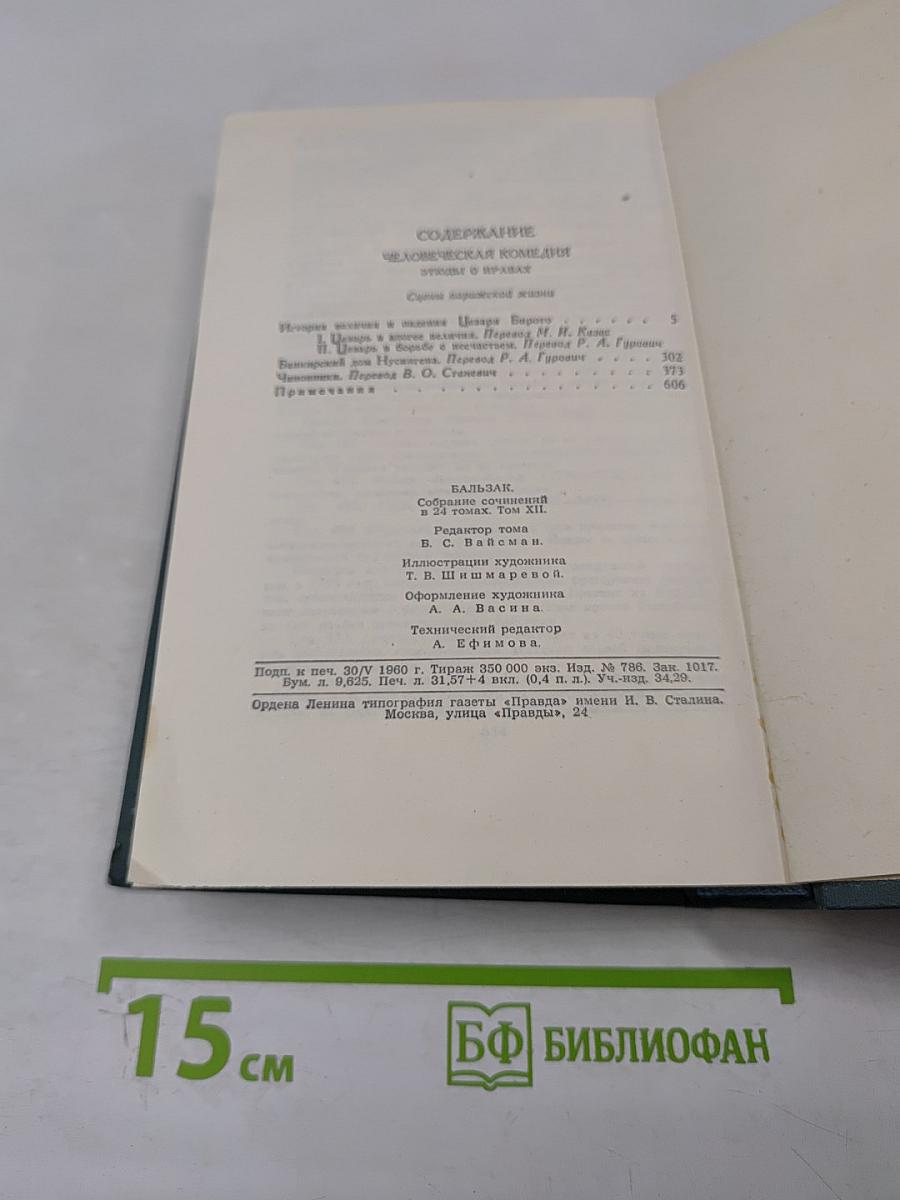 СОДЕРЖАНИЕ
ЧЕЛОВЕЧЕСКАЯ КОМЕДИЯ
ЭТЮДЫ О НРАВАХ
Сцены парижской жизни
История величия и падения Цезаря Бирото . . . . . . 5
I. Цезарь в апогее величия. Перевод М. И. Казас
II. Цезарь в борьбе с несчастьем. Перевод Р. А. Гурович
Банкирский дом Нусингена. Перевод Р. А. Гурович . . . . 302
Чиновники. Перевод В. О. Станевич . . . . . . . . . 373
Примечания . . . . . . . . . . . . . . 606
БАЛЬЗАК.
Собрание сочинений
в 24 томах. Том XII.
Редактор тома
Б. С. Вайсман.
Иллюстрации художника
Т. В. Шишмаревой.
Оформление художника
А. А. Васина.
Технический редактор
А. Ефимова.
Подп. к печ. 30/V 1960 г. Тираж 350 000 экз. Изд. № 786. Зак. 1017.
Бум. л. 9,625. Печ. л. 31,57+4 вкл. (0,4 п. л.). Уч.-изд. 34,29.
Ордена Ленина типография газеты «Правда» имени И. В. Сталина.
Москва, улица «Правды», 24
15 см
БФ БИБЛИОФАН